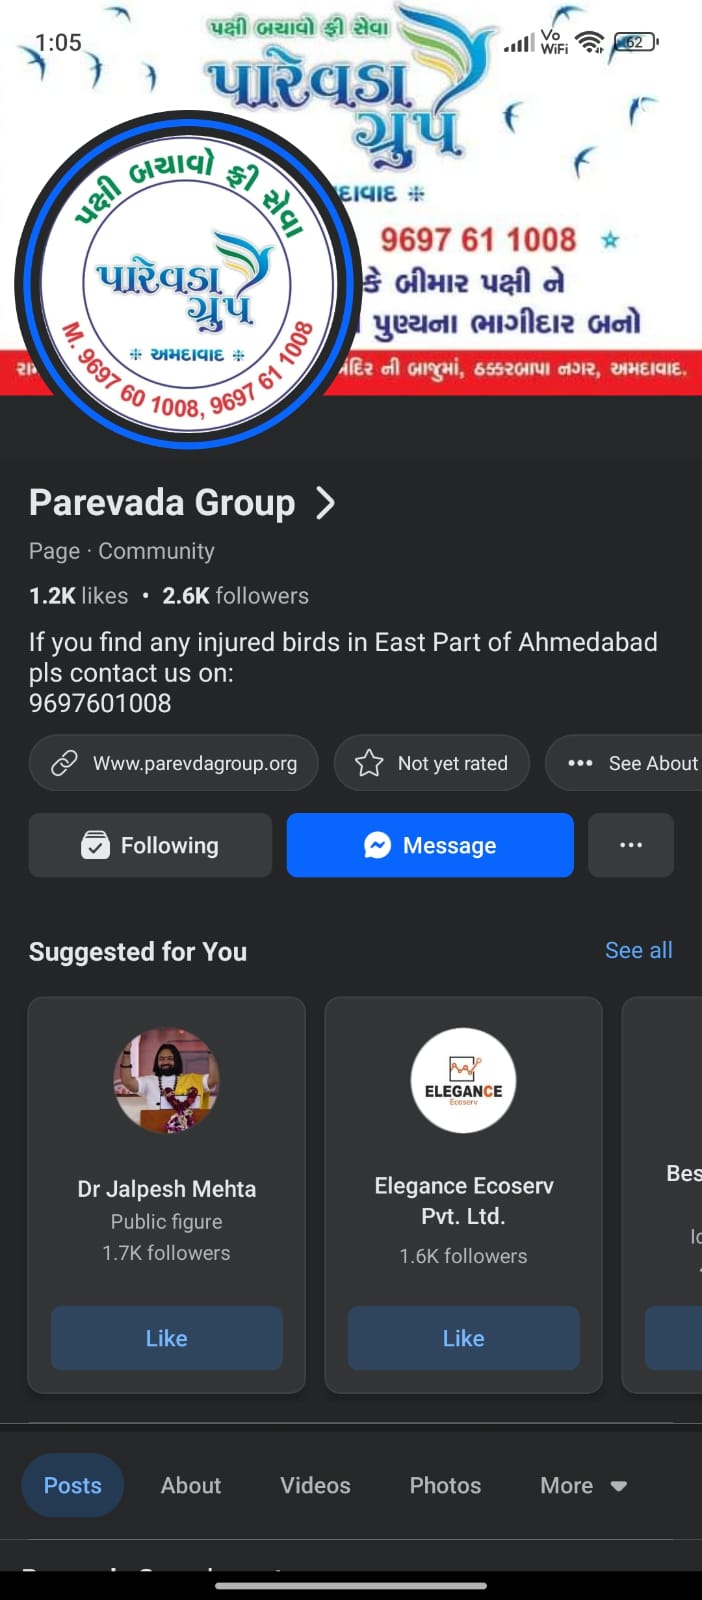 1:05
Vo
WiFi
62
પક્ષી બચાવો ફ્રી સેવા
પારેવડા
ગ્રુપ
9697 61 1008
કે બીમાર પક્ષી ને
પુણ્યના ભાગીદાર બનો
ની બાજુમાં, ઠક્કરબાપા નગર, અમદાવાદ.
પક્ષી બચાવો ફ્રી સેવા
પારેવડા
ગ્રુપ
અમદાવાદ
M. 9697 60 1008, 9697 61 1008
Parevada Group
Page · Community
1.2K likes • 2.6K followers
If you find any injured birds in East Part of Ahmedabad
pls contact us on:
9697601008
Www.parevdagroup.org Not yet rated ••• See About
Following Message ...
Suggested for You See all
ELEGANCE
Ecoserv
Dr Jalpesh Mehta
Public figure
1.7K followers
Like
Elegance Ecoserv
Pvt. Ltd.
1.6K followers
Like
Bes
Posts About Videos Photos More